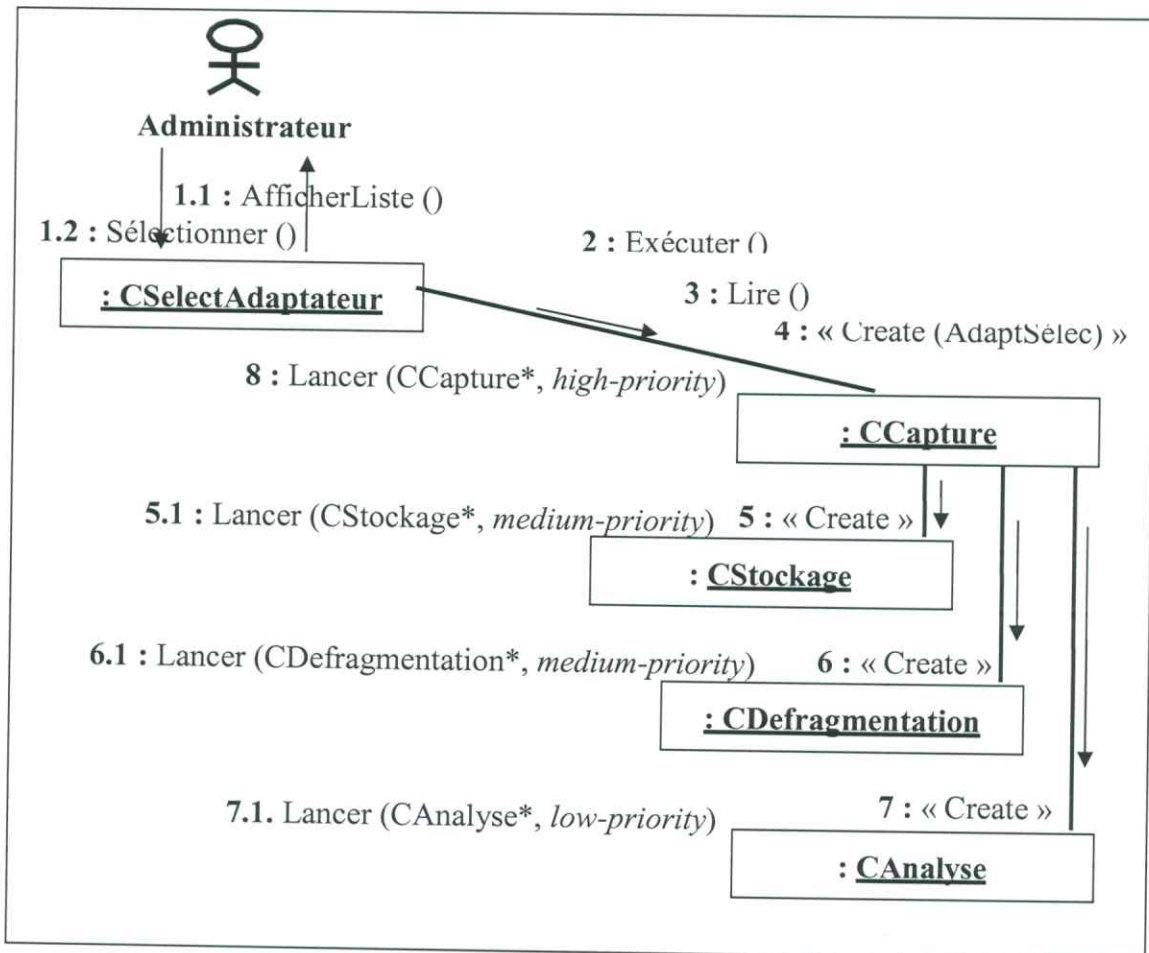 Administrateur
1.1 : AfficherListe ()
1.2 : Sélectionner ()
2 : Exécuter ()
: CSelectAdaptateur
3 : Lire ()
4 : « Create (AdaptSélec) »
8 : Lancer (CCapture*, high-priority)
: CCapture
5.1 : Lancer (CStockage*, medium-priority) 5 : « Create »
: CStockage
6.1 : Lancer (CDefragmentation*, medium-priority) 6 : « Create »
: CDefragmentation
7.1. Lancer (CAnalyse*, low-priority) 7 : « Create »
: CAnalyse